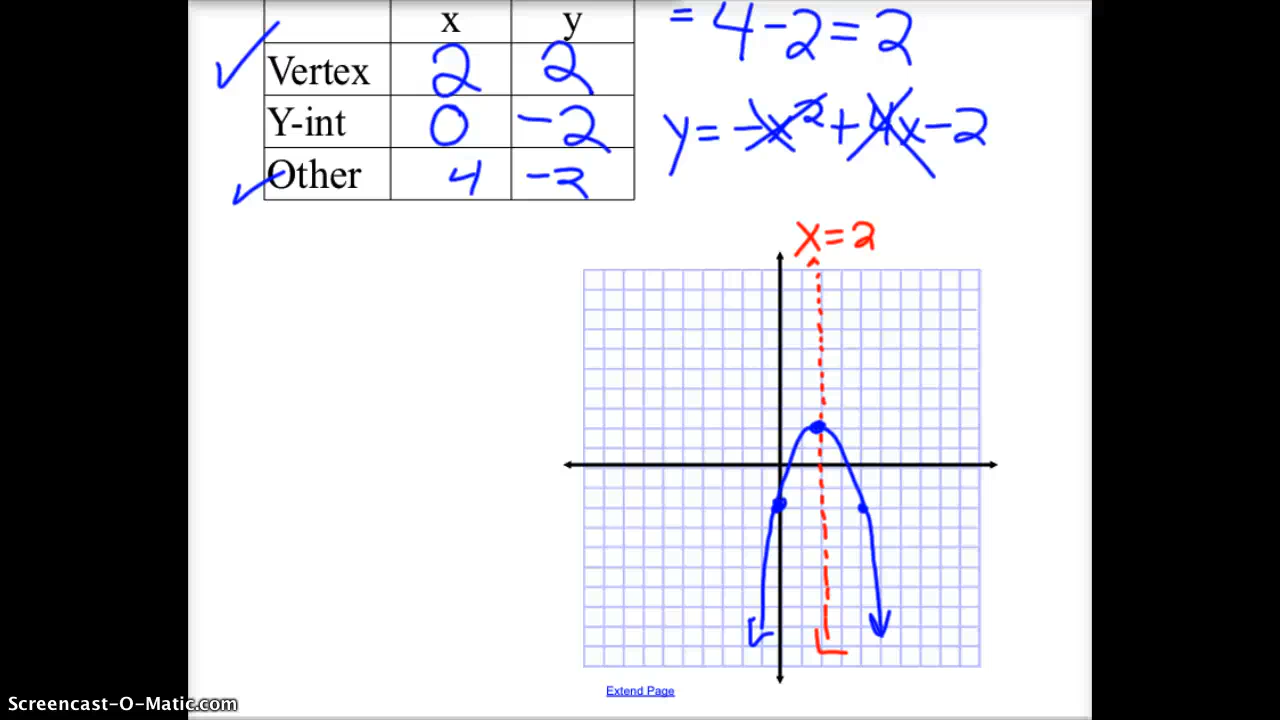 x y
= 4 - 2 = 2
Vertex 2 2
Y-int 0 -2
y = -x² + 4x - 2
Other 4 -2
x = 2
Extend Page
Screencast-O-Matic.com